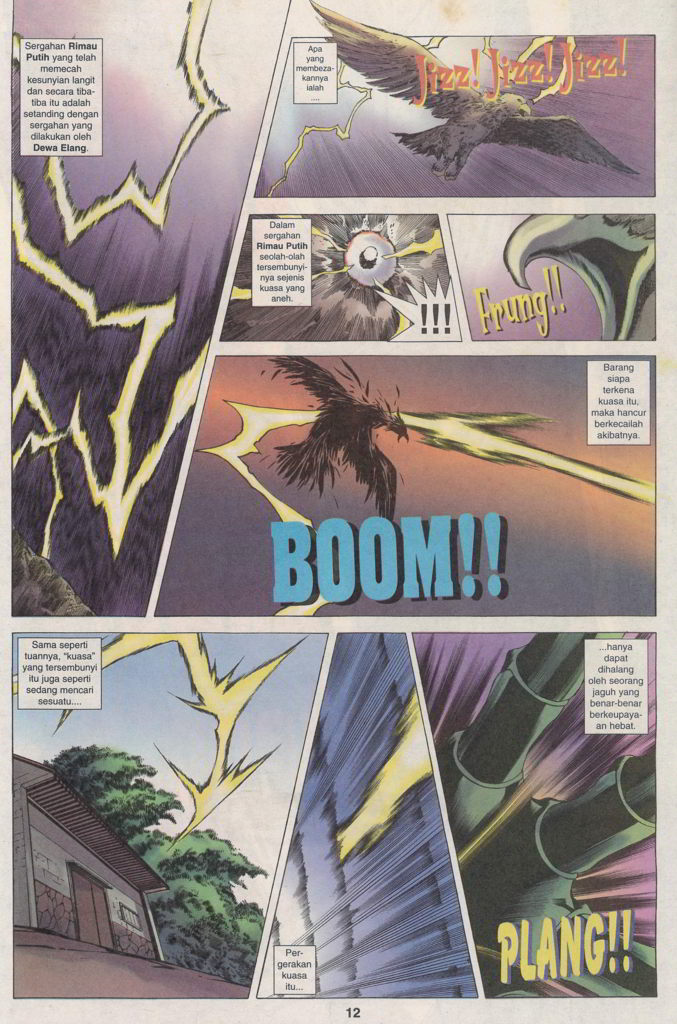 Sergahan Rimau
Putih yang telah
memecah
kesunyian langit
dan secara tiba-
tiba itu adalah
setanding dengan
sergahan yang
dilakukan oleh
Dewa Elang.
Apa
yang
membeza-
kannya
ialah
....
Jizz! Jizz! Jizz!
Dalam
sergahan
Rimau Putih
seolah-olah
tersembunyi-
nya sejenis
kuasa yang
aneh.
!!!
Frung!!
Barang
siapa
terkena
kuasa itu,
maka hancur
berkecailah
akibatnya.
BOOM!!
Sama seperti
tuannya, "kuasa"
yang tersembunyi
itu juga seperti
sedang mencari
sesuatu....
Per-
gerakan
kuasa
itu...
...hanya
dapat
dihalang
oleh seorang
jaguh yang
benar-benar
berkeupaya-
an hebat.
PLANG!!
12